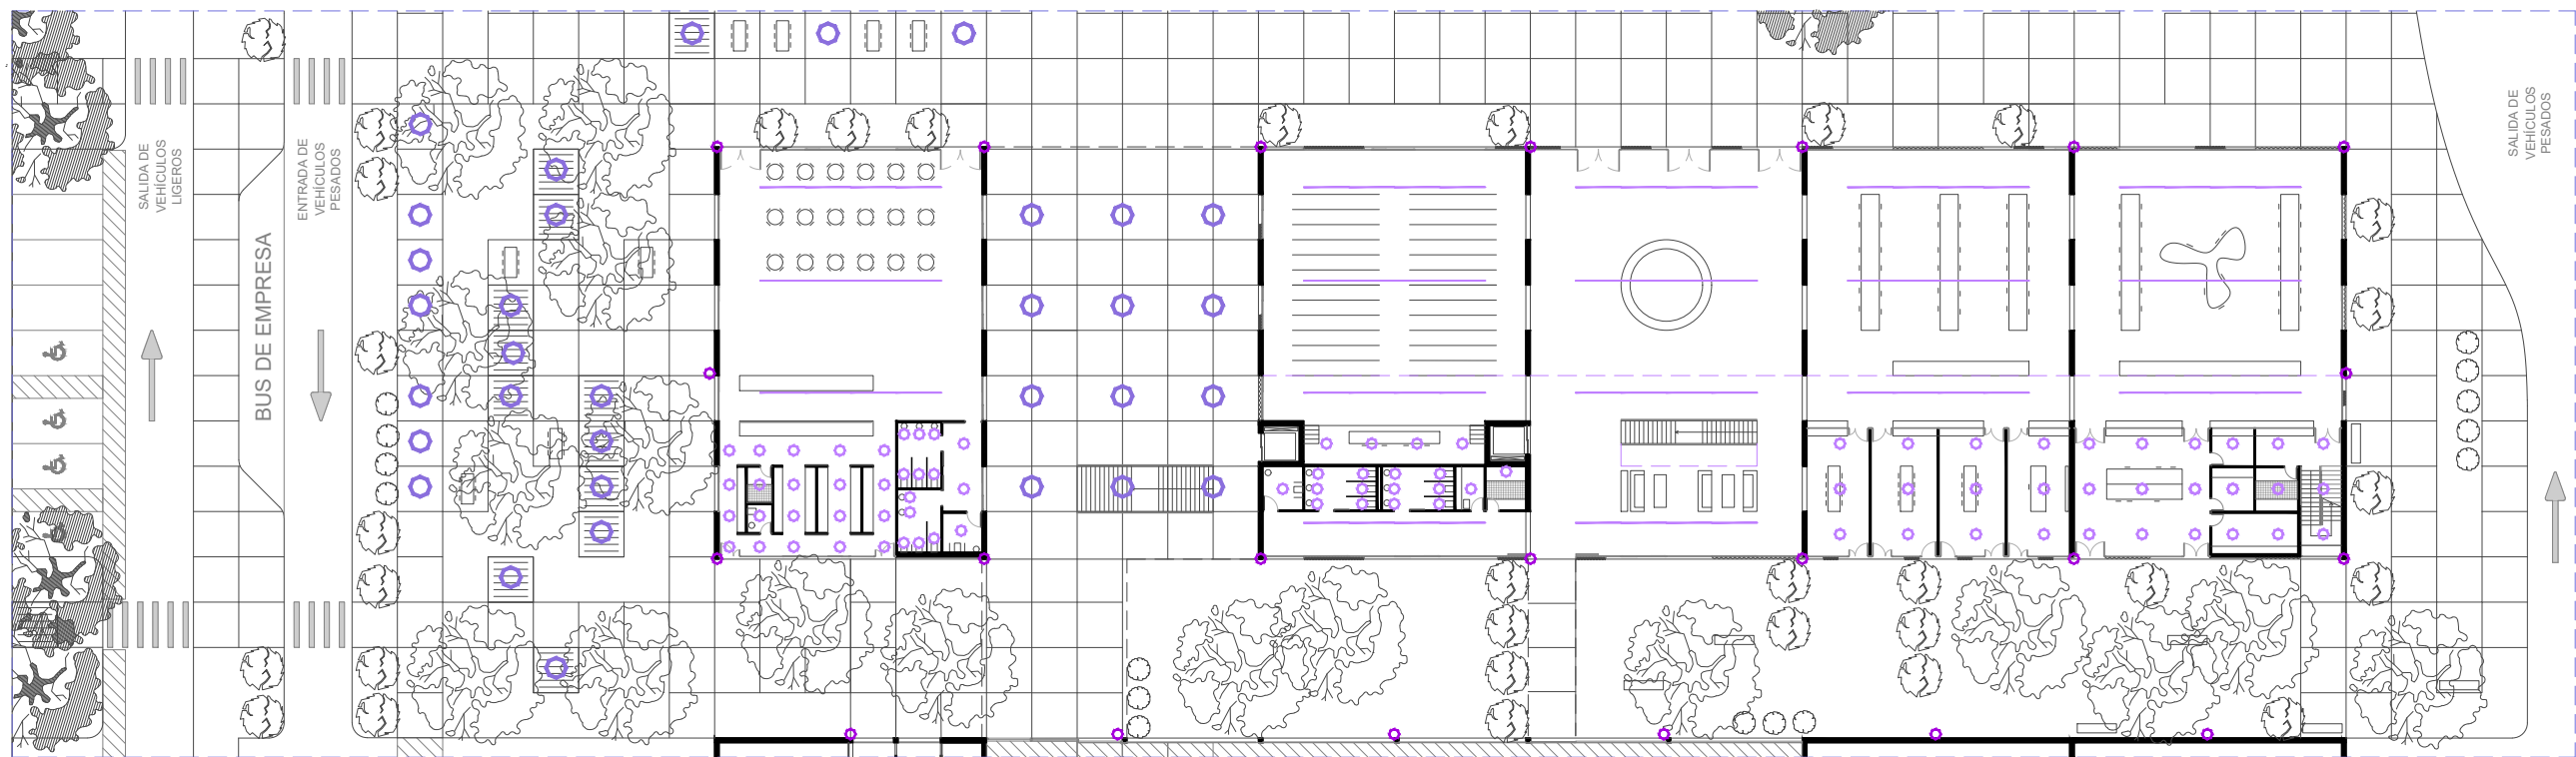 SALIDA DE
VEHÍCULOS
LIGEROS
ENTRADA DE
VEHÍCULOS
PESADOS
BUS DE EMPRESA
SALIDA DE
VEHÍCULOS
PESADOS